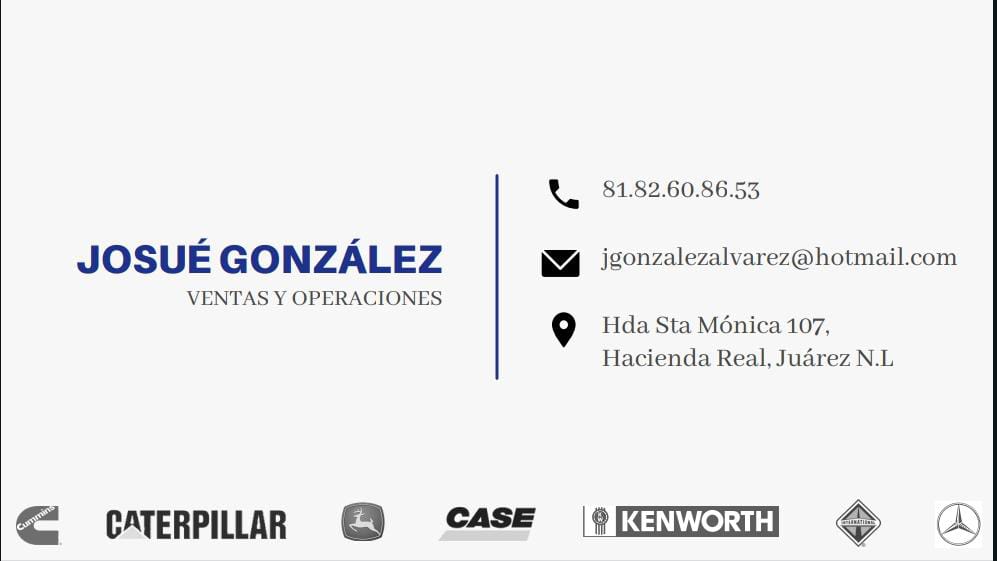 JOSUÉ GONZÁLEZ
VENTAS Y OPERACIONES
81.82.60.86.53
jgonzalezalvarez@hotmail.com
Hda Sta Mónica 107,
Hacienda Real, Juárez N.L
Cummins
CATERPILLAR
CASE
KENWORTH
INTERNATIONAL